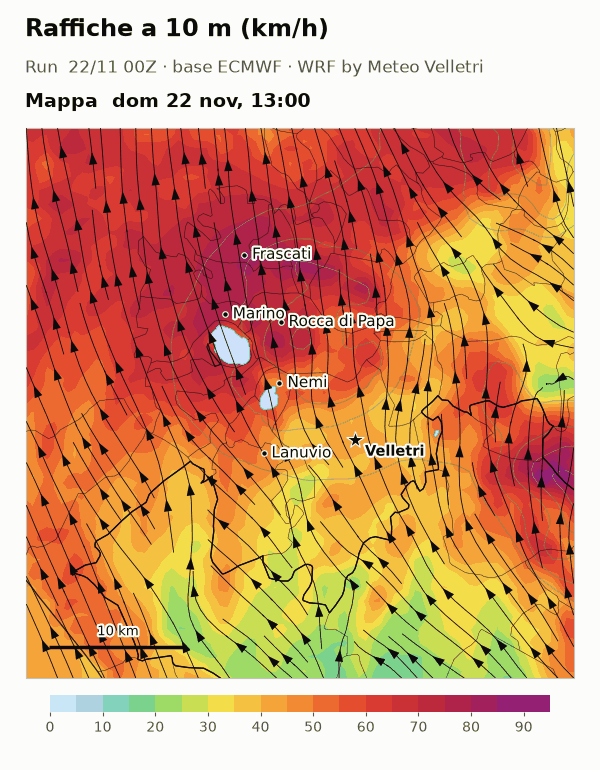 Raffiche a 10 m (km/h)
Run 22/11 00Z · base ECMWF · WRF by Meteo Velletri
Mappa dom 22 nov, 13:00
Frascati
Marino
Rocca di Papa
Nemi
Velletri
Lanuvio
10 km
0 10 20 30 40 50 60 70 80 90